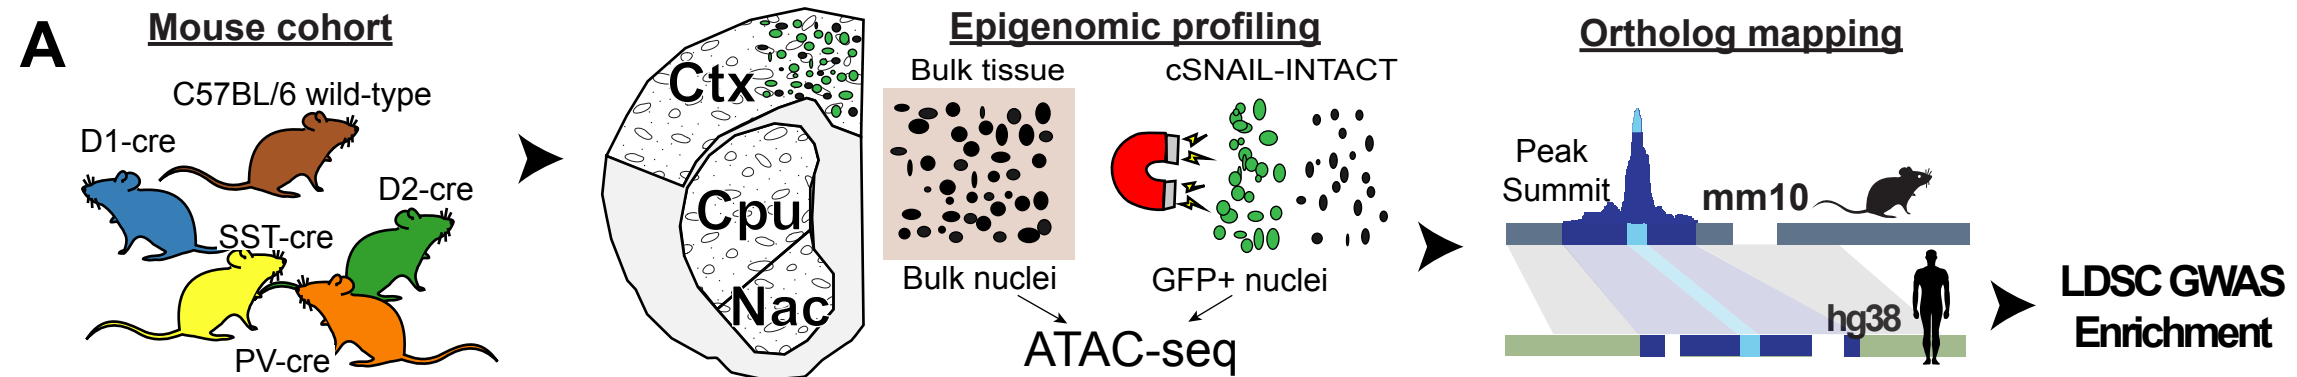 A
Mouse cohort
C57BL/6 wild-type
D1-cre
D2-cre
SST-cre
PV-cre
Ctx
Cpu
Nac
Epigenomic profiling
Bulk tissue
cSNAIL-INTACT
Bulk nuclei
GFP+ nuclei
ATAC-seq
Ortholog mapping
Peak
Summit
mm10
hg38
LDSC GWAS
Enrichment